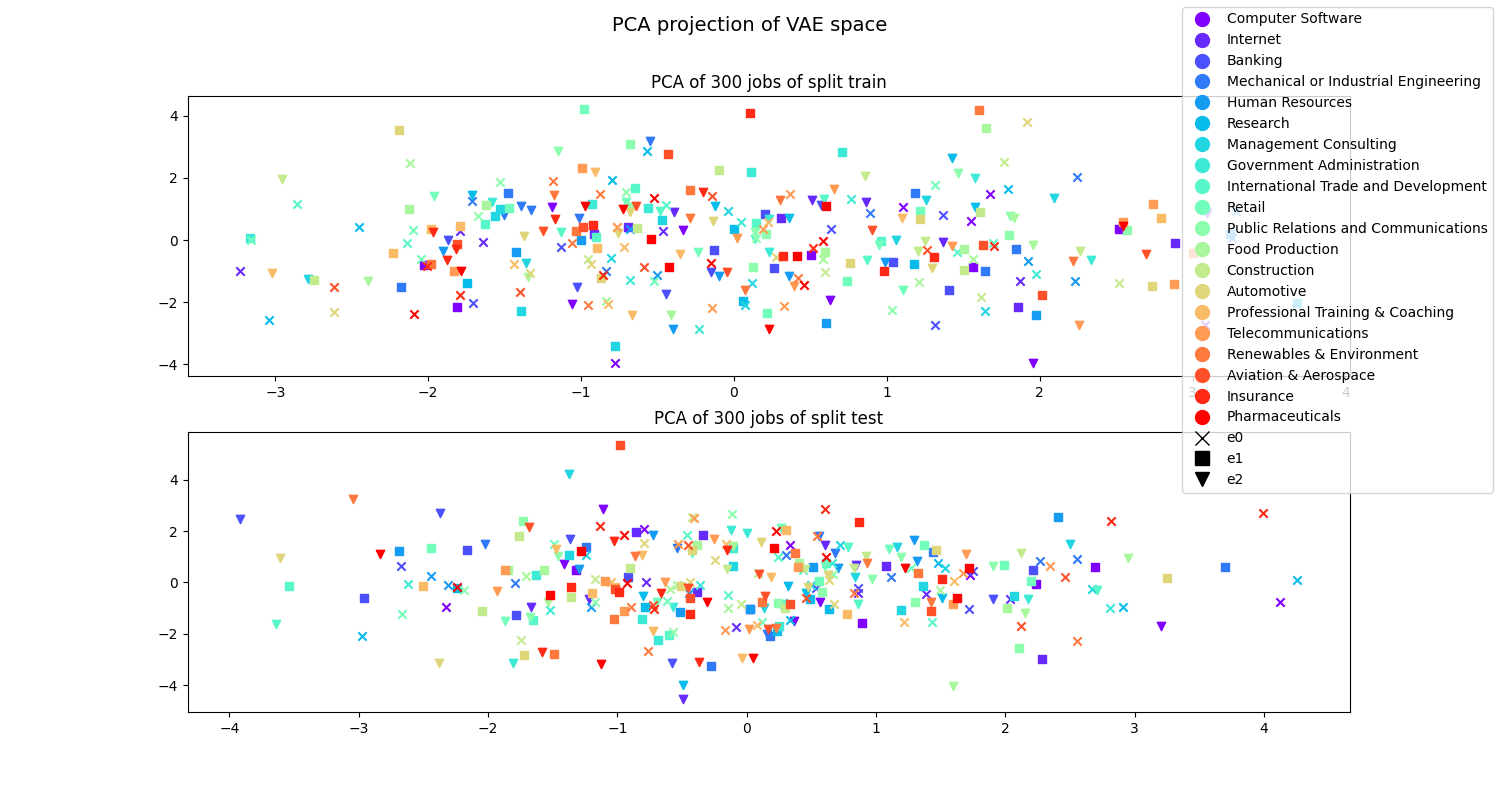 PCA projection of VAE space
PCA of 300 jobs of split train
4
2
0
−2
−4
−3
−2
−1
0
1
2
3
4
PCA of 300 jobs of split test
4
2
0
−2
−4
−4
−3
−2
−1
0
1
2
3
4
Computer Software
Internet
Banking
Mechanical or Industrial Engineering
Human Resources
Research
Management Consulting
Government Administration
International Trade and Development
Retail
Public Relations and Communications
Food Production
Construction
Automotive
Professional Training & Coaching
Telecommunications
Renewables & Environment
Aviation & Aerospace
Insurance
Pharmaceuticals
e0
e1
e2